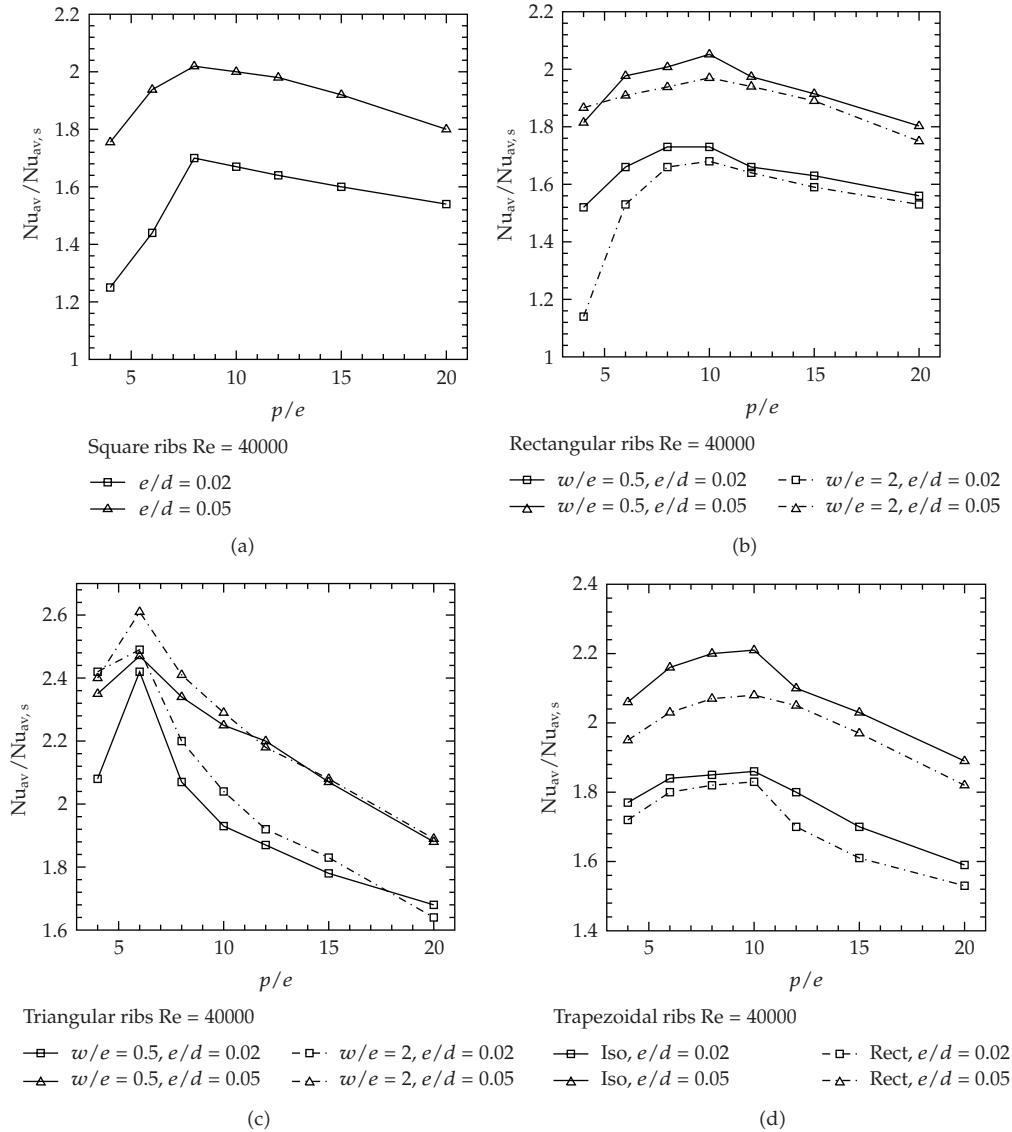 2.2
2
1.8
1.6
1.4
1.2
1
Nu_av/Nu_av, s
5 10 15 20
p/e
Square ribs Re = 40000
e/d = 0.02
e/d = 0.05
(a)
2.2
2
1.8
1.6
1.4
1.2
1
Nu_av/Nu_av, s
5 10 15 20
p/e
Rectangular ribs Re = 40000
w/e = 0.5, e/d = 0.02
w/e = 0.5, e/d = 0.05
w/e = 2, e/d = 0.02
w/e = 2, e/d = 0.05
(b)
2.6
2.4
2.2
2
1.8
1.6
Nu_av/Nu_av, s
5 10 15 20
p/e
Triangular ribs Re = 40000
w/e = 0.5, e/d = 0.02
w/e = 0.5, e/d = 0.05
w/e = 2, e/d = 0.02
w/e = 2, e/d = 0.05
(c)
2.4
2.2
2
1.8
1.6
1.4
Nu_av/Nu_av, s
5 10 15 20
p/e
Trapezoidal ribs Re = 40000
Iso, e/d = 0.02
Iso, e/d = 0.05
Rect, e/d = 0.02
Rect, e/d = 0.05
(d)